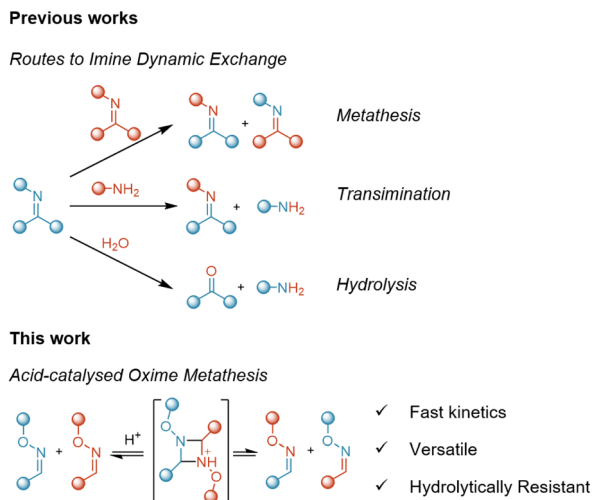 Previous works
Routes to Imine Dynamic Exchange
N
N
N
N
+
Metathesis
NH2
N
N
+
NH2
Transimination
H2O
O
+
NH2
Hydrolysis
This work
Acid-catalysed Oxime Metathesis
O
N
+
O
N
H+
O
N
NH
+
O
O
N
+
O
N
✓ Fast kinetics
✓ Versatile
✓ Hydrolytically Resistant